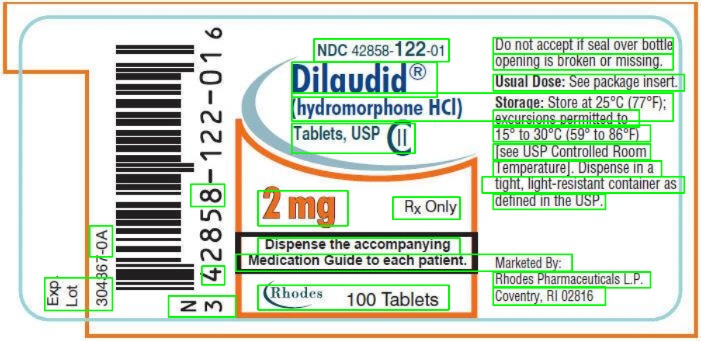 Exp.
Lot
304867-0A
N
3 42858-122-01 6
NDC 42858-122-01
Dilaudid®
(hydromorphone HCl)
Tablets, USP CII
2 mg
Rx Only
Dispense the accompanying
Medication Guide to each patient.
Rhodes
100 Tablets
Do not accept if seal over bottle
opening is broken or missing.
Usual Dose: See package insert.
Storage: Store at 25°C (77°F);
excursions permitted to
15° to 30°C (59° to 86°F)
[see USP Controlled Room
Temperature]. Dispense in a
tight, light-resistant container as
defined in the USP.
Marketed By:
Rhodes Pharmaceuticals L.P.
Coventry, RI 02816